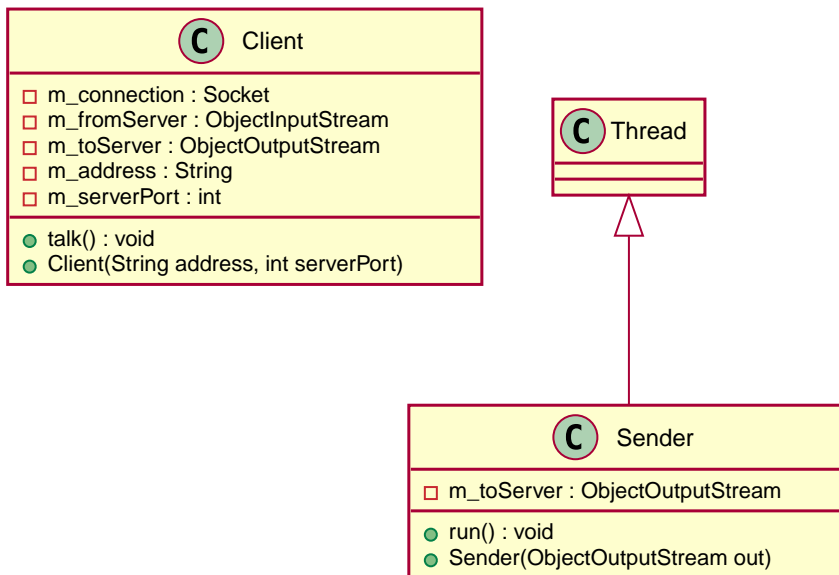 C Client
m_connection : Socket
m_fromServer : ObjectInputStream
m_toServer : ObjectOutputStream
m_address : String
m_serverPort : int
talk() : void
Client(String address, int serverPort)
C Thread
C Sender
m_toServer : ObjectOutputStream
run() : void
Sender(ObjectOutputStream out)